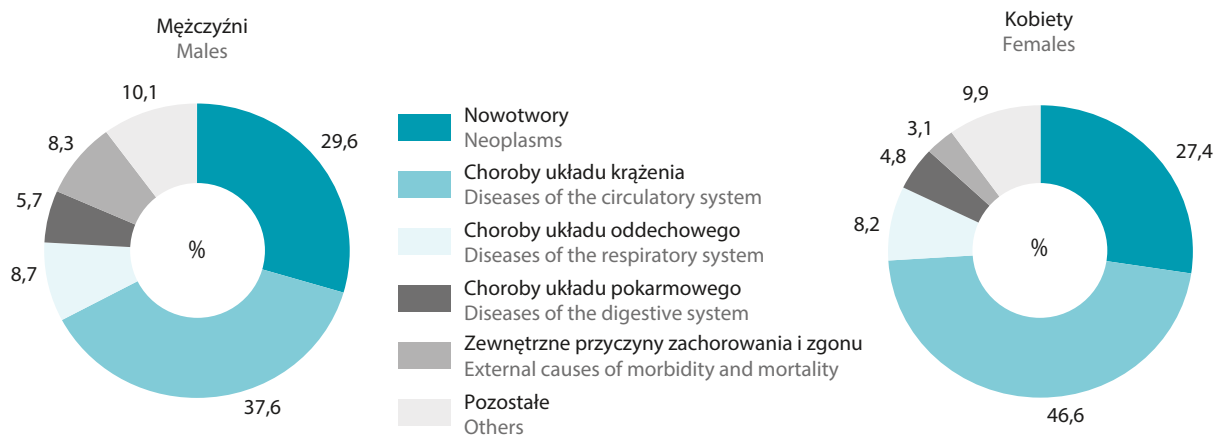 Mężczyźni
Males
10,1
29,6
8,3
5,7
8,7
37,6
%
Nowotwory
Neoplasms
Choroby układu krążenia
Diseases of the circulatory system
Choroby układu oddechowego
Diseases of the respiratory system
Choroby układu pokarmowego
Diseases of the digestive system
Zewnętrzne przyczyny zachorowania i zgonu
External causes of morbidity and mortality
Pozostałe
Others
Kobiety
Females
9,9
27,4
3,1
4,8
8,2
46,6
%